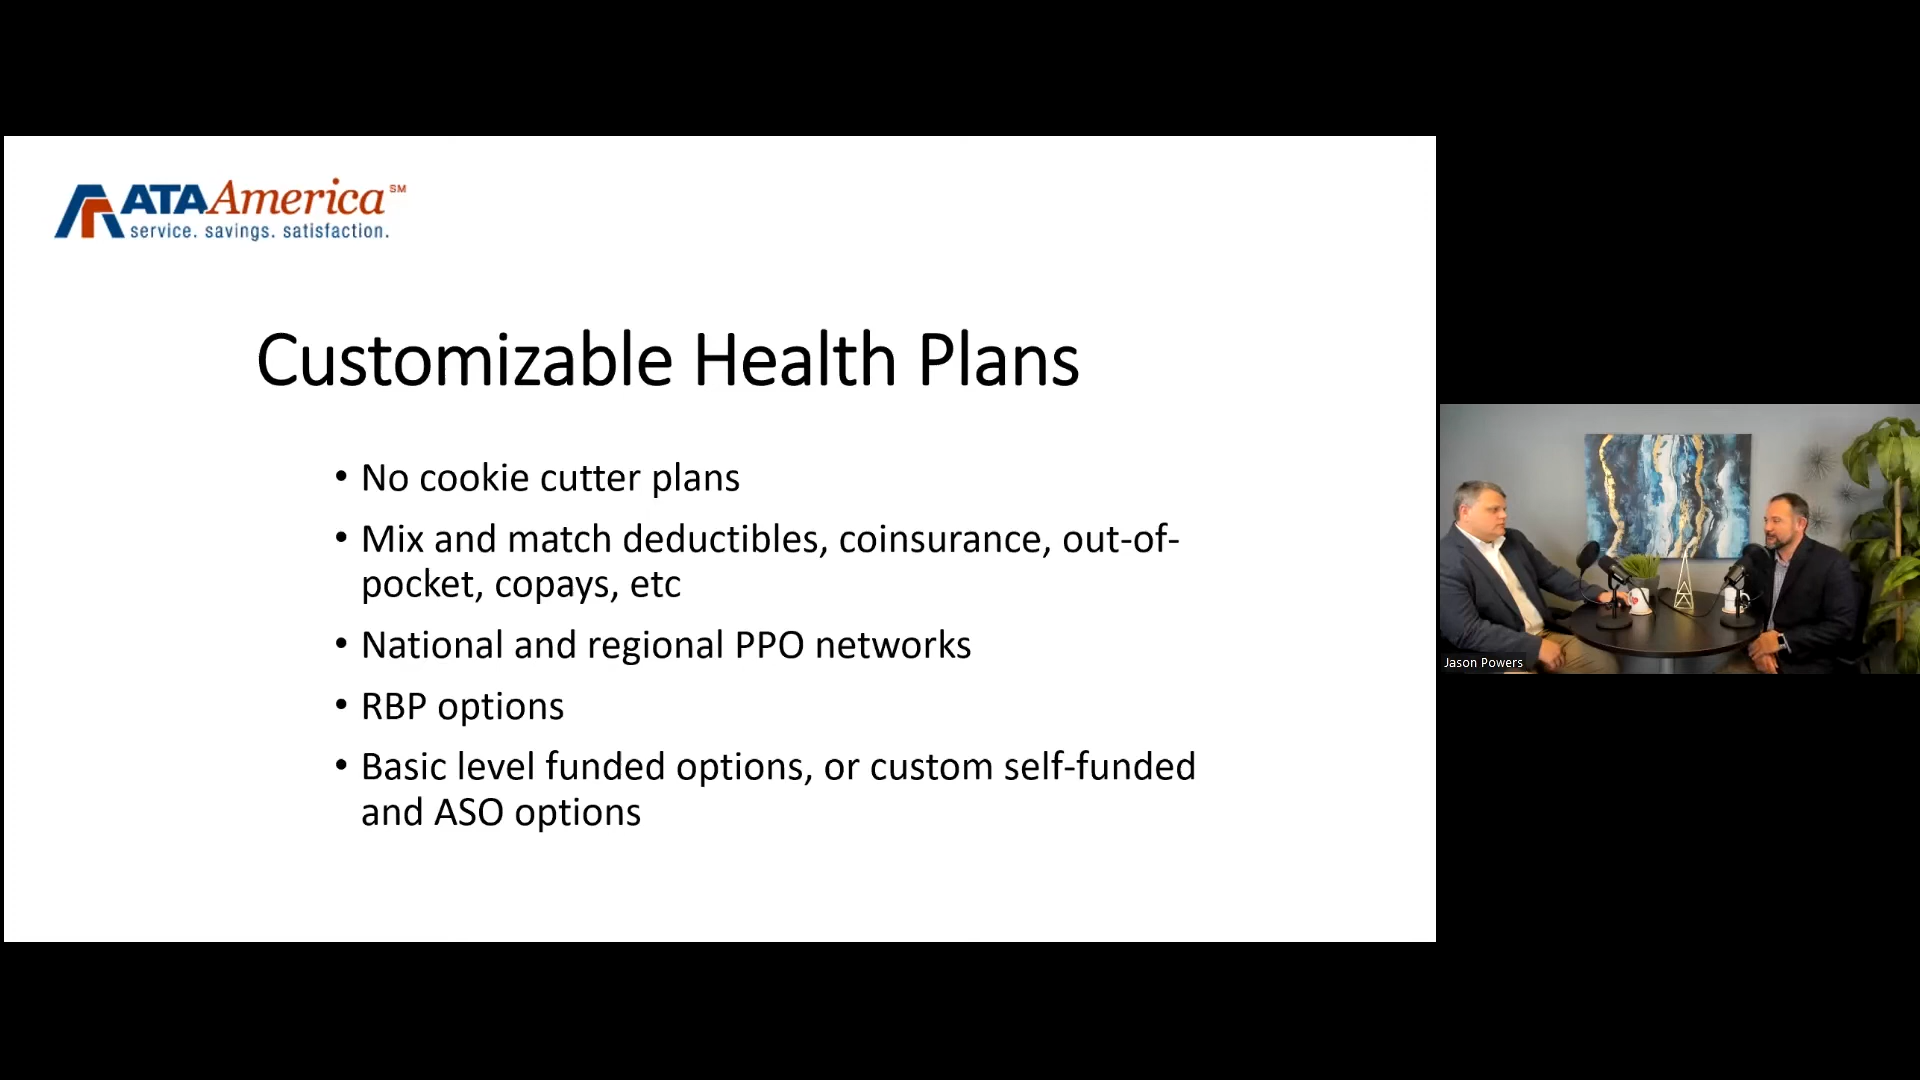 ATAAmerica℠
service. savings. satisfaction.
Customizable Health Plans
• No cookie cutter plans
• Mix and match deductibles, coinsurance, out-of-
pocket, copays, etc
• National and regional PPO networks
• RBP options
• Basic level funded options, or custom self-funded
and ASO options
Jason Powers